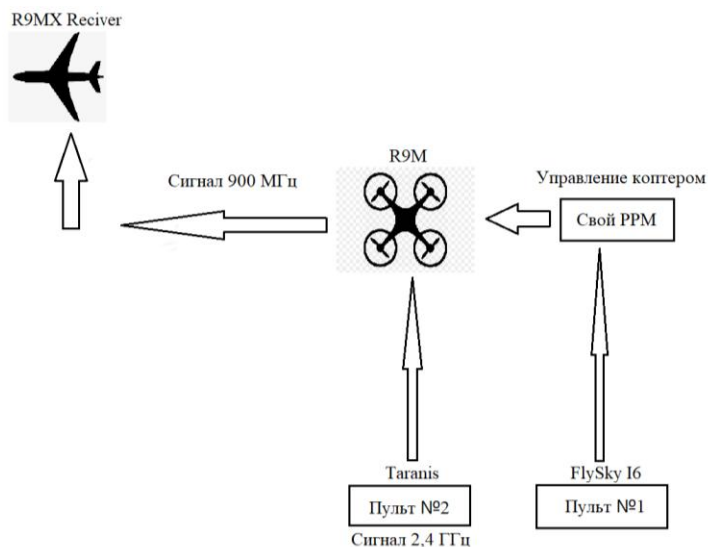 R9MX Reciver
R9M
Сигнал 900 МГц
Управление коптером
Свой PPM
Taranis
FlySky I6
Пульт №2
Пульт №1
Сигнал 2,4 ГГц